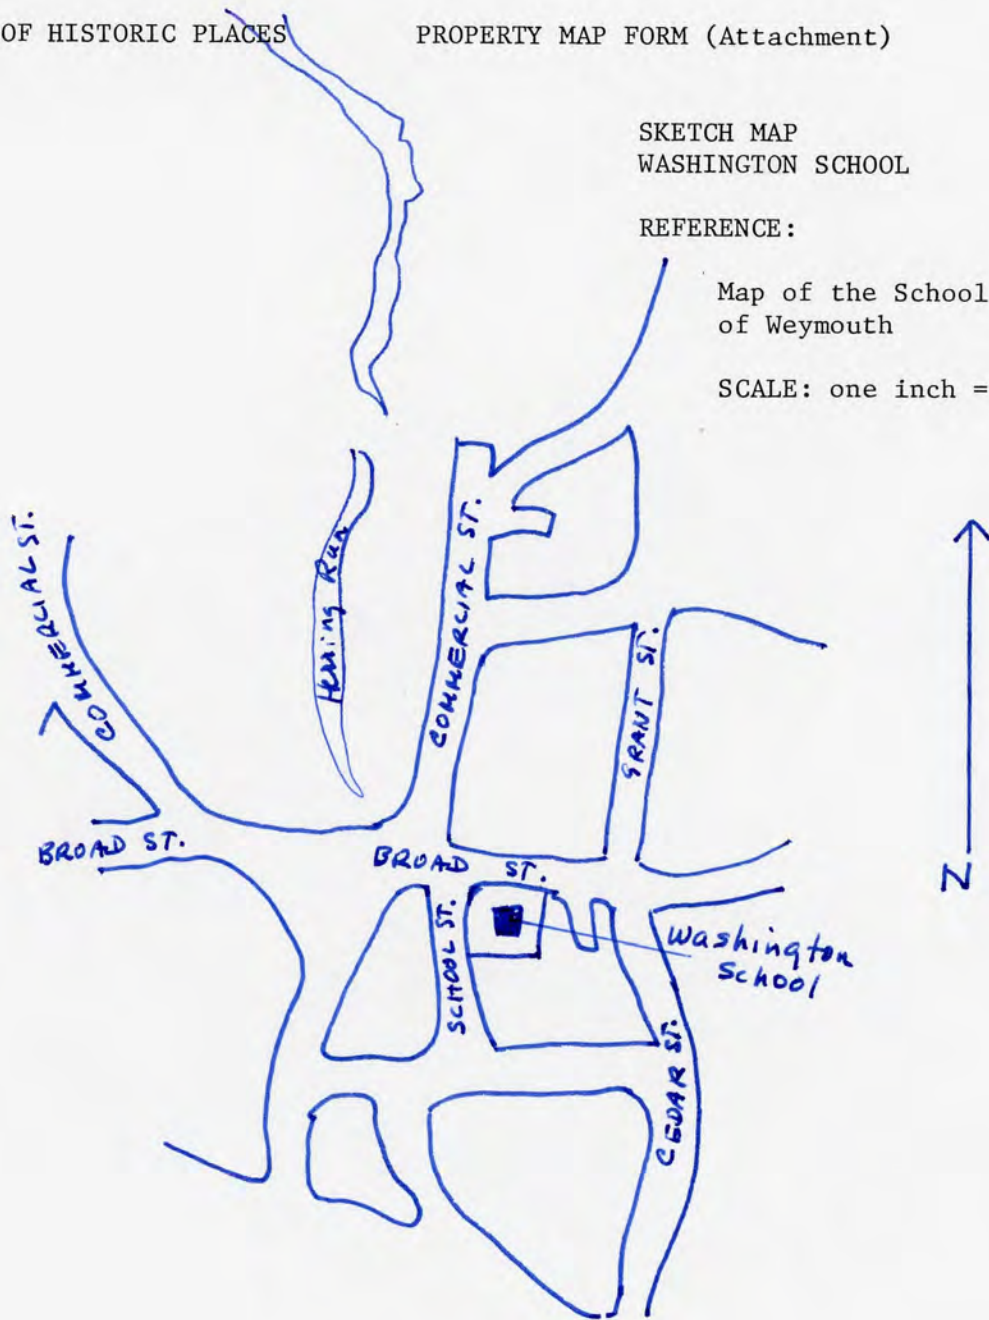 OF HISTORIC PLACES
PROPERTY MAP FORM (Attachment)
SKETCH MAP
WASHINGTON SCHOOL
REFERENCE:
Map of the School
of Weymouth
SCALE: one inch =
COMMERCIAL ST.
Herring Run
COMMERCIAL ST.
GRANT ST.
BROAD ST.
BROAD ST.
SCHOOL ST.
Washington
School
CEDAR ST.
N